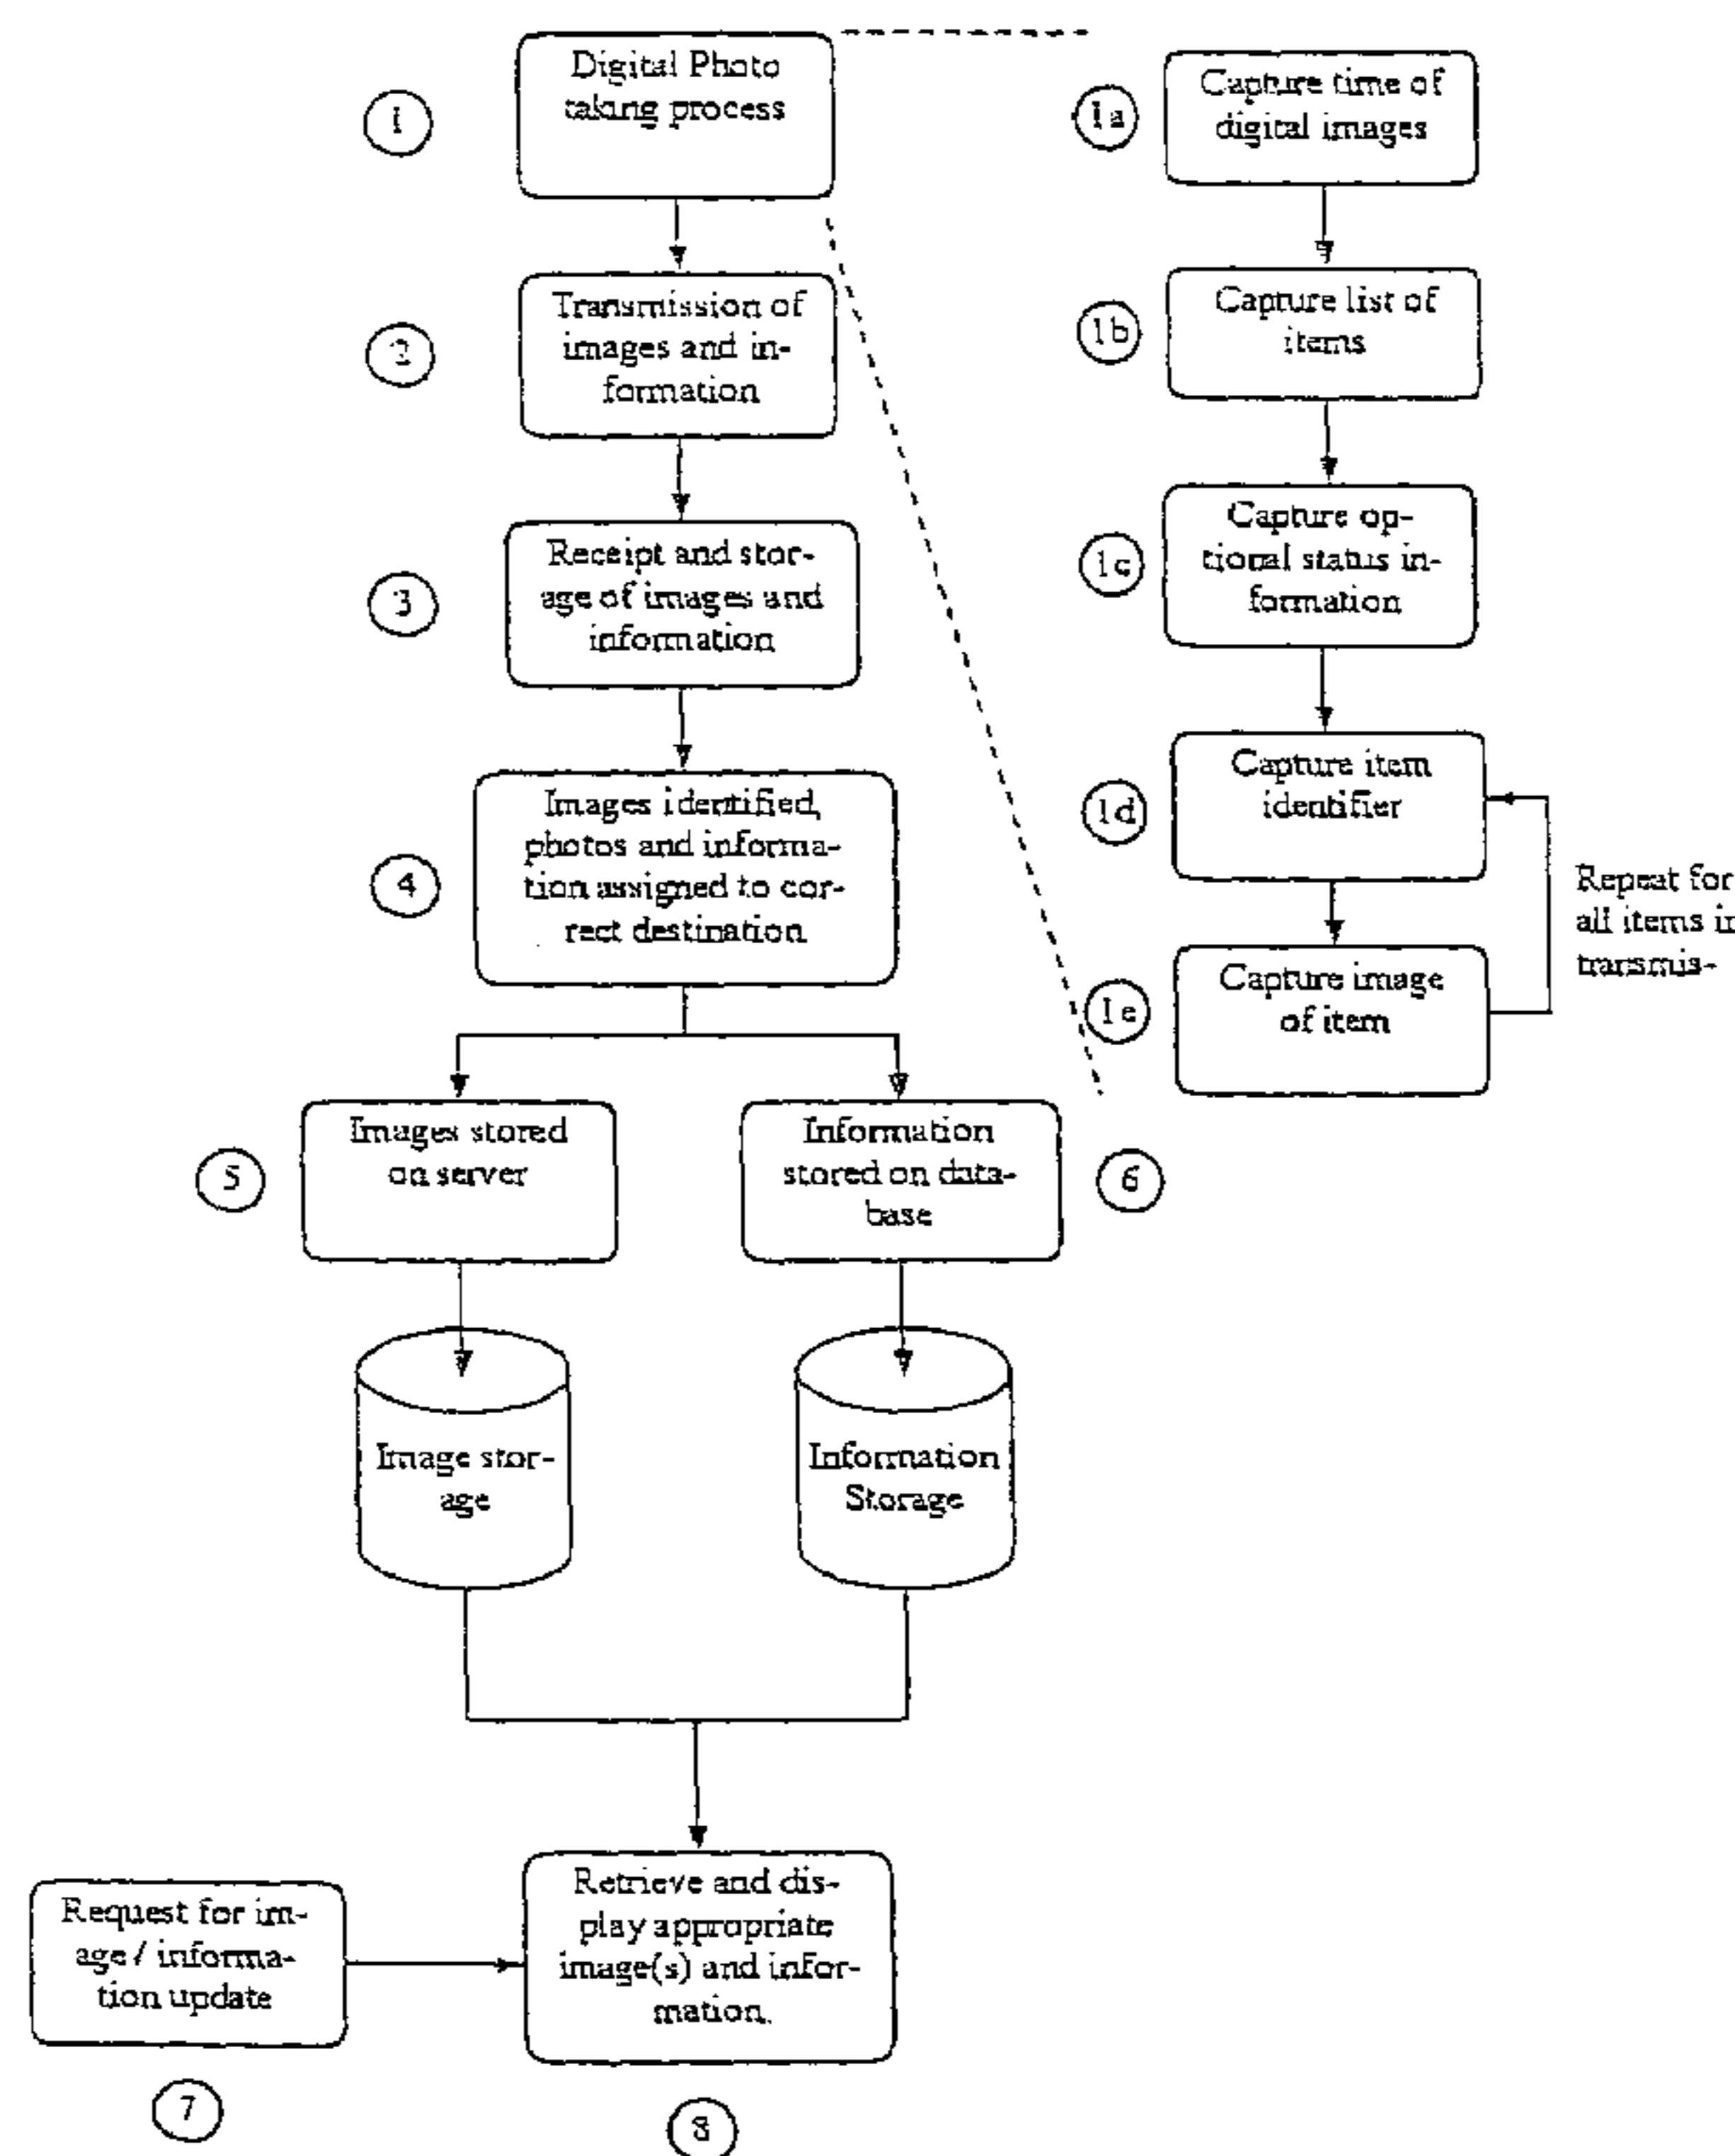 1
Digital Photo
taking process
2
Transmission of
images and in-
formation
3
Receipt and stor-
age of images and
information
4
Images identified,
photos and informa-
tion assigned to cor-
rect destination
5
Images stored
on server
Information
stored on data-
base
6
Image stor-
age
Information
Storage
Request for im-
age / informa-
tion update
7
Retrieve and dis-
play appropriate
image(s) and infor-
mation.
8
1a
Capture time of
digital images
1b
Capture list of
items
1c
Capture op-
tional status in-
formation
1d
Capture item
identifier
1e
Capture image
of item
Repeat for
all items in
transmis-